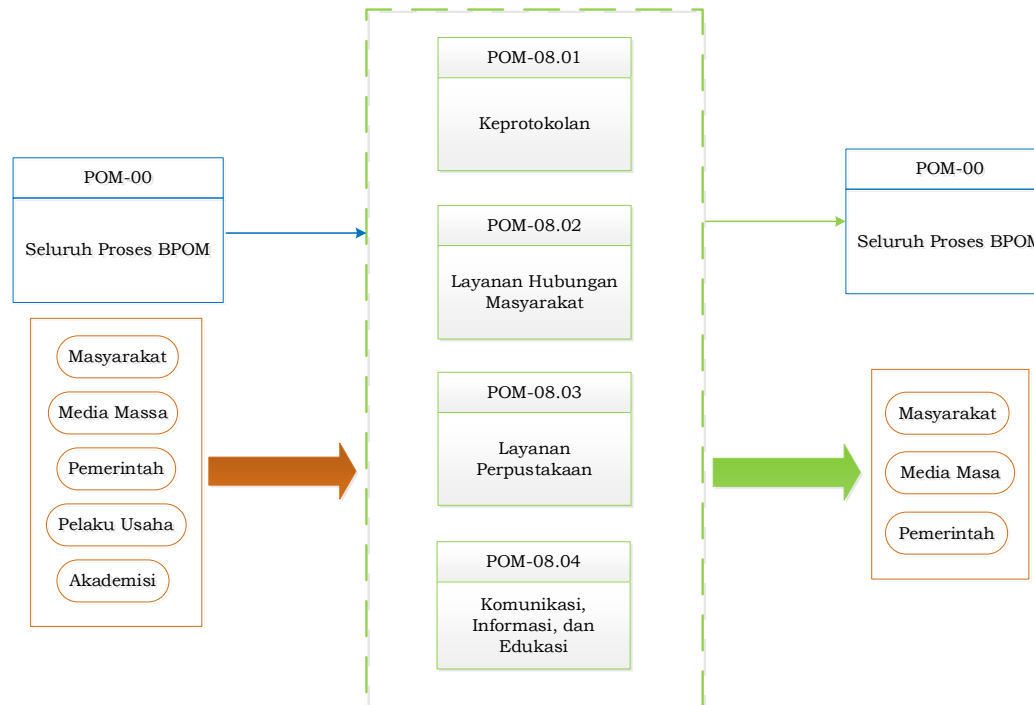 POM-00
Seluruh Proses BPOM
Masyarakat
Media Massa
Pemerintah
Pelaku Usaha
Akademisi
POM-08.01
Keprotokolan
POM-08.02
Layanan Hubungan
Masyarakat
POM-08.03
Layanan
Perpustakaan
POM-08.04
Komunikasi,
Informasi, dan
Edukasi
POM-00
Seluruh Proses BPOM
Masyarakat
Media Masa
Pemerintah